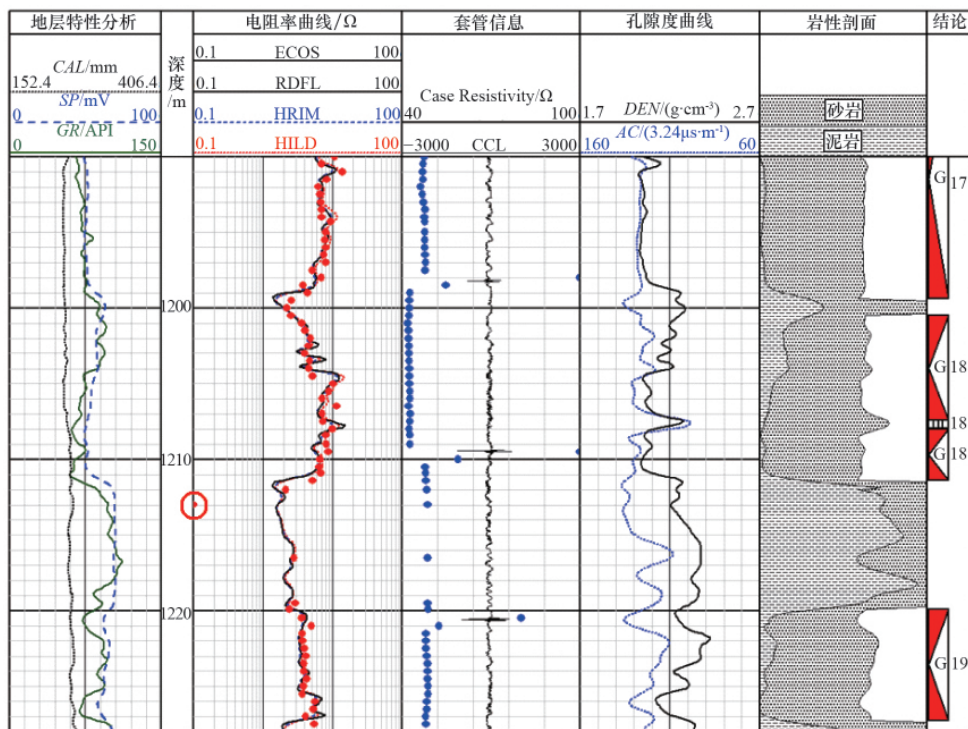 地层特性分析
CAL/mm
152.4 406.4
SP/mV
0 100
GR/API
0 150
深度/m
1200
1210
1220
电阻率曲线/Ω
0.1 ECOS 100
0.1 RDFL 100
0.1 HRIM 100
0.1 HILD 100
套管信息
Case Resistivity/Ω
40 100
−3000 CCL 3000
孔隙度曲线
DEN/(g·cm⁻³)
1.7 2.7
AC/(3.24μs·m⁻¹)
160 60
岩性剖面
砂岩
泥岩
结论
G 17
G 18
18
G 18
G 19